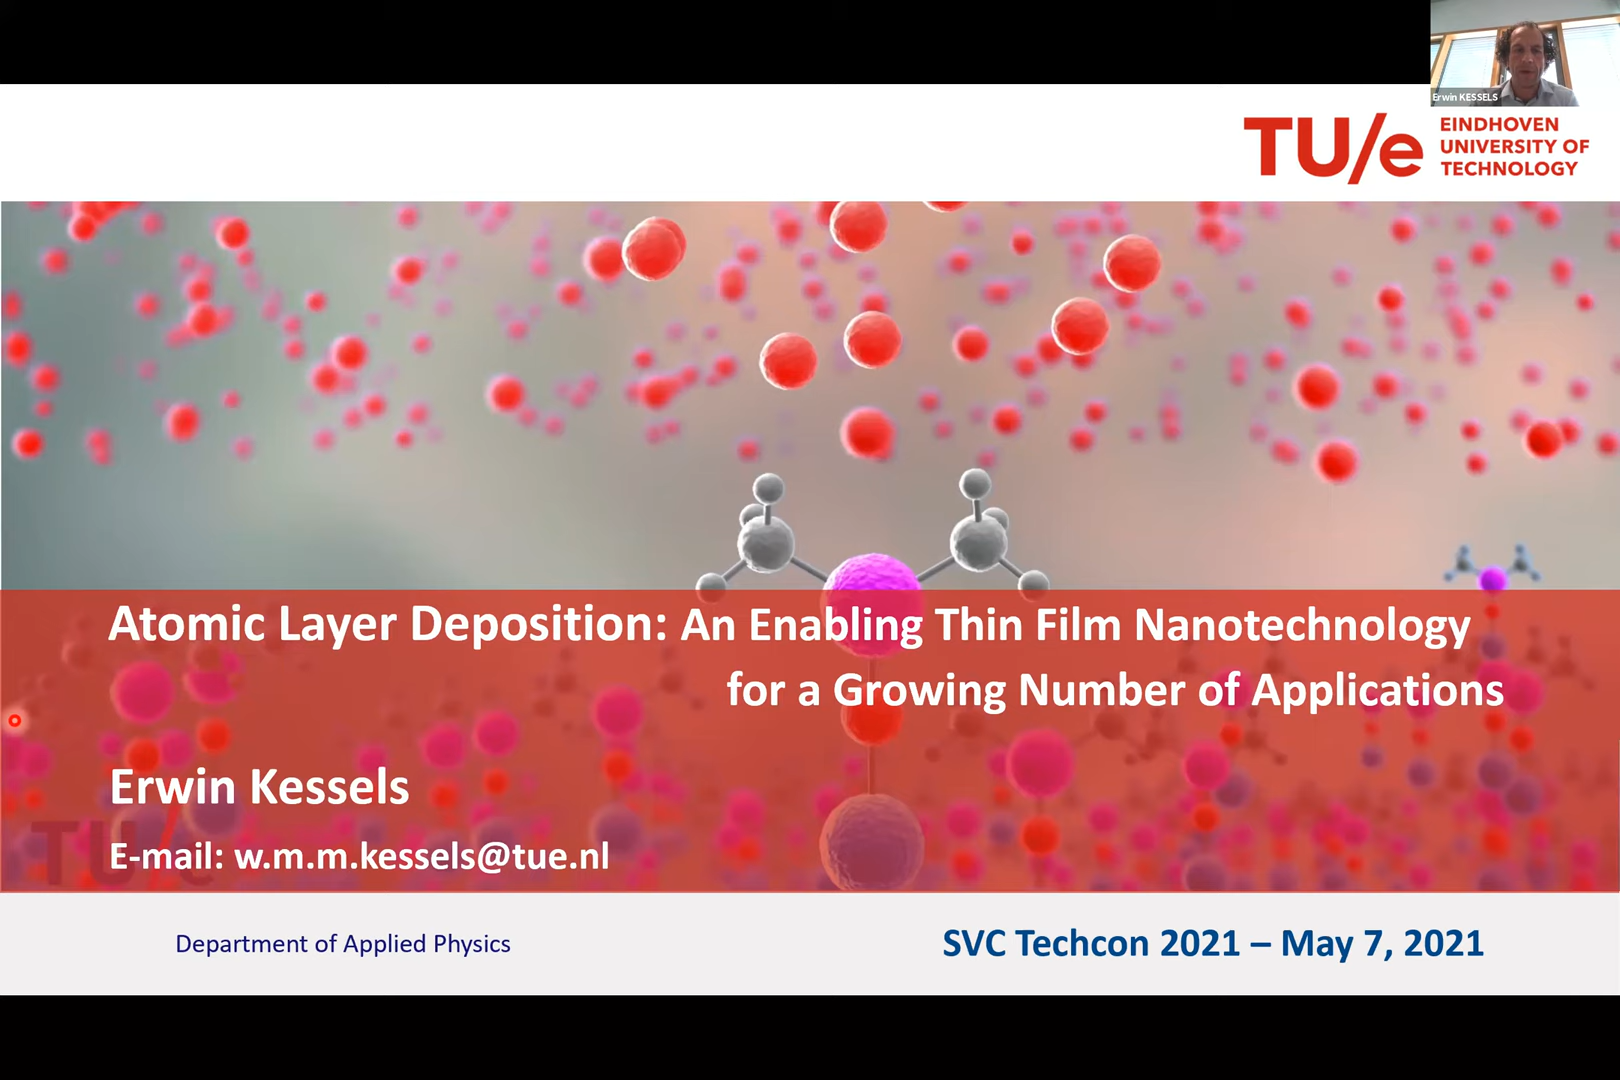 Erwin KESSELS
TU/e
EINDHOVEN
UNIVERSITY OF
TECHNOLOGY
Atomic Layer Deposition: An Enabling Thin Film Nanotechnology
for a Growing Number of Applications
Erwin Kessels
TU/e
E-mail: w.m.m.kessels@tue.nl
Department of Applied Physics
SVC Techcon 2021 – May 7, 2021